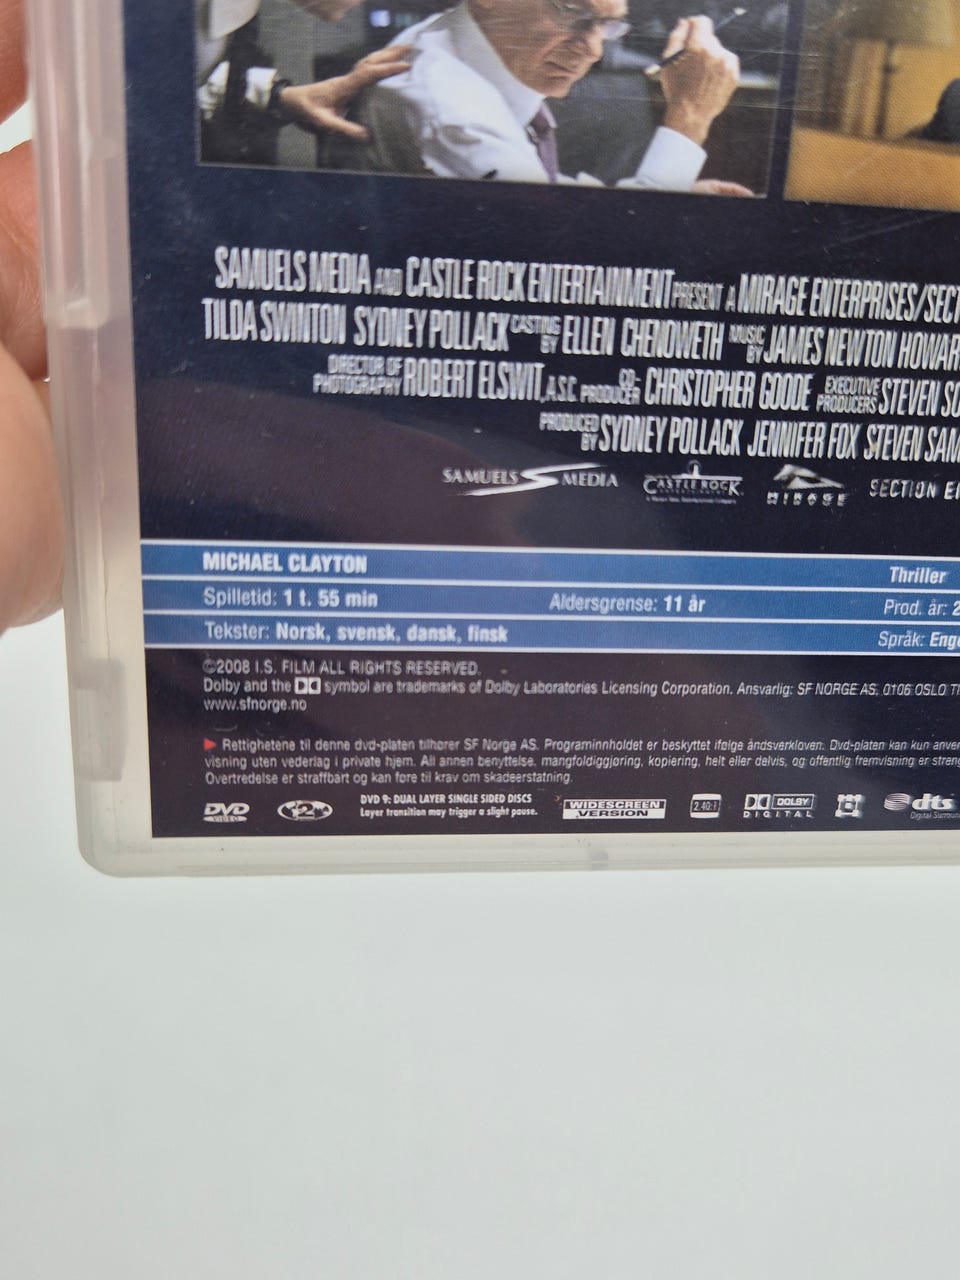 SAMUELS MEDIA AND CASTLE ROCK ENTERTAINMENT PRESENT A MIRAGE ENTERPRISES/SECT
TILDA SWINTON SYDNEY POLLACK CASTING BY ELLEN CHENOWETH MUSIC BY JAMES NEWTON HOWAR
DIRECTOR OF PHOTOGRAPHY ROBERT ELSWIT, A.S.C. CO-PRODUCER CHRISTOPHER GOODE EXECUTIVE PRODUCERS STEVEN SO
PRODUCED BY SYDNEY POLLACK JENNIFER FOX STEVEN SAM
SAMUELS MEDIA CASTLE ROCK ENTERTAINMENT MIRAGE SECTION E
MICHAEL CLAYTON Thriller
Spilletid: 1 t. 55 min Aldersgrense: 11 år Prod. år: 2
Tekster: Norsk, svensk, dansk, finsk Språk: Enge
©2008 I.S. FILM ALL RIGHTS RESERVED.
Dolby and the DD symbol are trademarks of Dolby Laboratories Licensing Corporation. Ansvarlig: SF NORGE AS, 0106 OSLO Tl
www.sfnorge.no
Rettighetene til denne dvd-platen tilhører SF Norge AS. Programinnholdet er beskyttet ifølge åndsverkloven. Dvd-platen kan kun anven
visning uten vederlag i private hjem. All annen benyttelse, mangfoldiggjøring, kopiering, helt eller delvis, og offentlig fremvisning er streng
Overtredelse er straffbart og kan føre til krav om skadeerstatning.
DVD VIDEO 2 DVD 9: DUAL LAYER SINGLE SIDED DISCS WIDESCREEN VERSION 2.40:1 DOLBY DIGITAL dts
Layer transition may trigger a slight pause. Digital Surroun